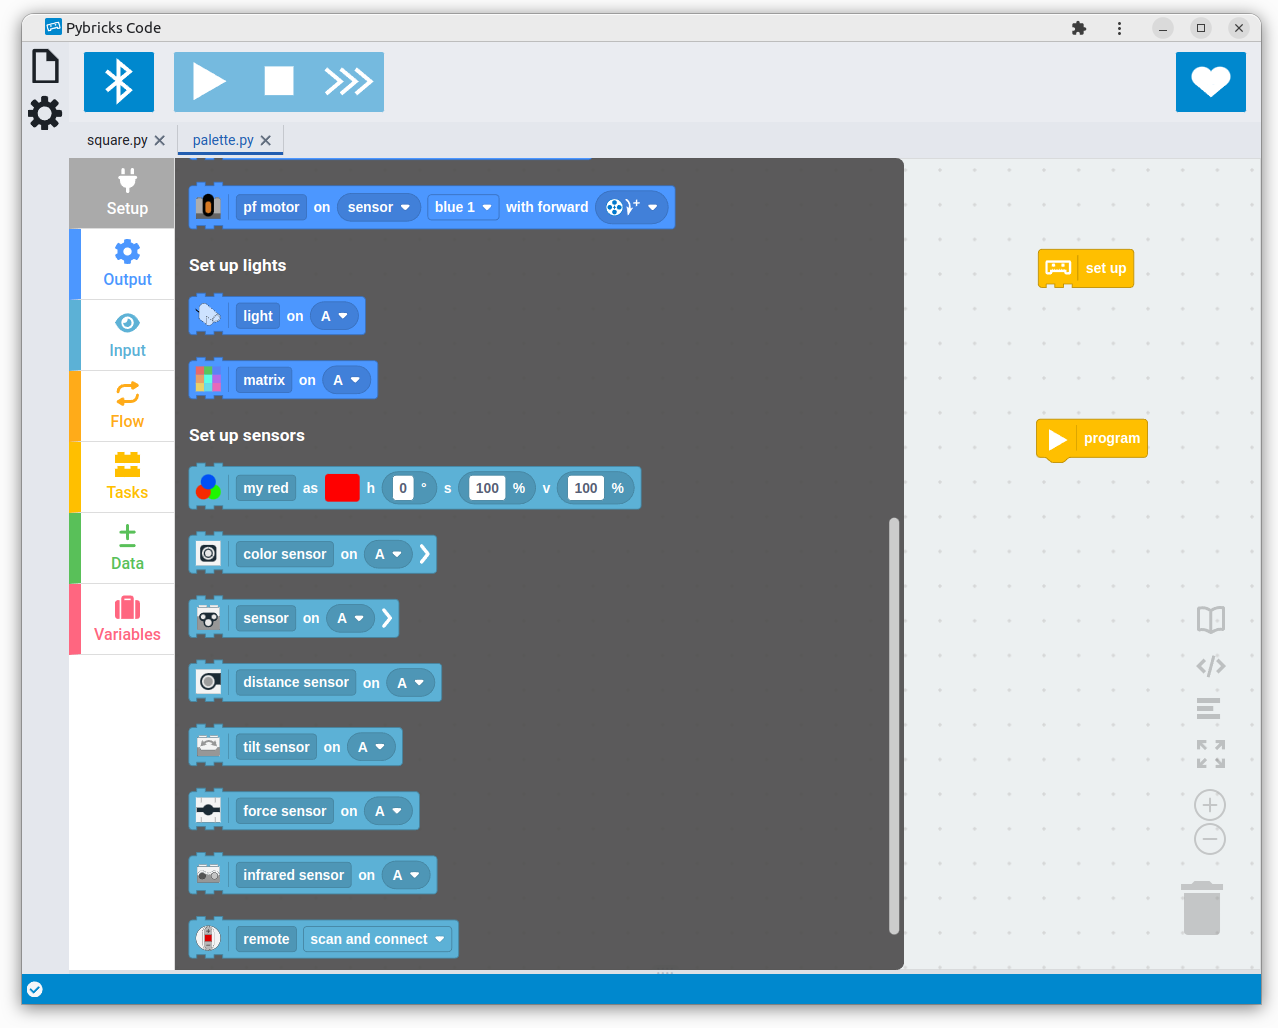 Pybricks Code
square.py
palette.py
Setup
Output
Input
Flow
Tasks
Data
Variables
pf motor on sensor blue 1 with forward +
Set up lights
light on A
matrix on A
Set up sensors
my red as h 0 ° s 100 % v 100 %
color sensor on A
sensor on A
distance sensor on A
tilt sensor on A
force sensor on A
infrared sensor on A
remote scan and connect
set up
program